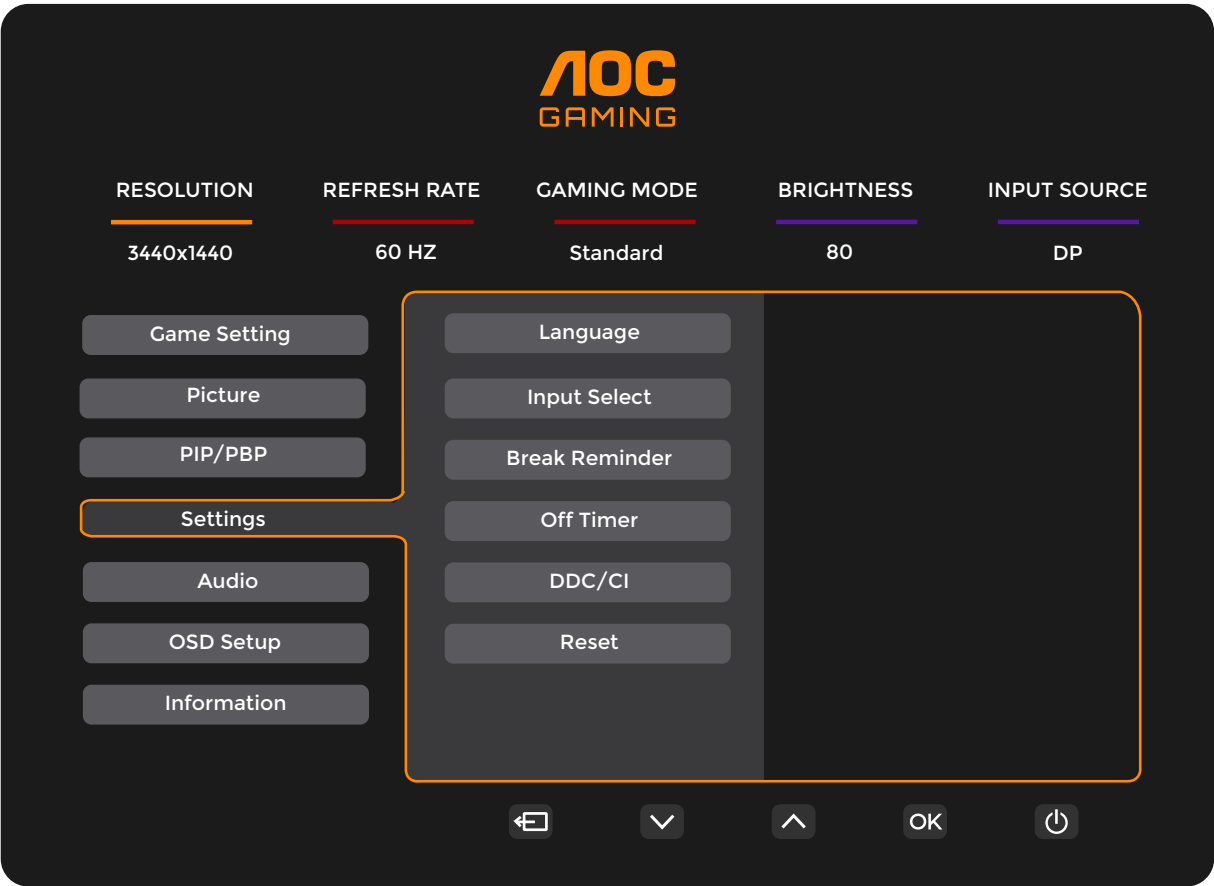 AOC
GAMING
RESOLUTION REFRESH RATE GAMING MODE BRIGHTNESS INPUT SOURCE
3440x1440 60 HZ Standard 80 DP
Game Setting Language
Picture Input Select
PIP/PBP Break Reminder
Settings Off Timer
Audio DDC/CI
OSD Setup Reset
Information
OK